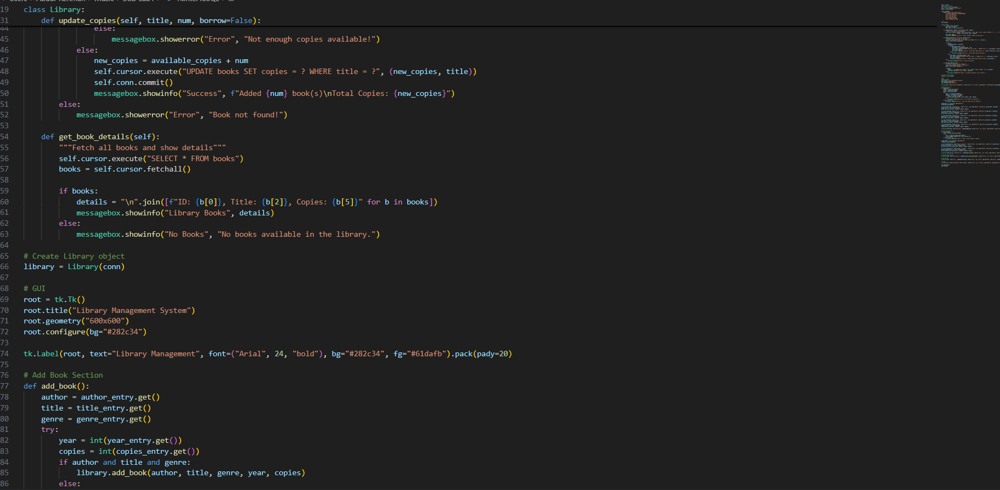 19 class Library:
31     def update_copies(self, title, num, borrow=False):
44                 else:
45                     messagebox.showerror("Error", "Not enough copies available!")
46             else:
47                 new_copies = available_copies + num
48                 self.cursor.execute("UPDATE books SET copies = ? WHERE title = ?", (new_copies, title))
49                 self.conn.commit()
50                 messagebox.showinfo("Success", f"Added {num} book(s)\nTotal Copies: {new_copies}")
51         else:
52             messagebox.showerror("Error", "Book not found!")
53
54     def get_book_details(self):
55         """Fetch all books and show details"""
56         self.cursor.execute("SELECT * FROM books")
57         books = self.cursor.fetchall()
58
59         if books:
60             details = "\n".join([f"ID: {b[0]}, Title: {b[2]}, Copies: {b[5]}" for b in books])
61             messagebox.showinfo("Library Books", details)
62         else:
63             messagebox.showinfo("No Books", "No books available in the library.")
64
65 # Create Library object
66 library = Library(conn)
67
68 # GUI
69 root = tk.Tk()
70 root.title("Library Management System")
71 root.geometry("600x600")
72 root.configure(bg="#282c34")
73
74 tk.Label(root, text="Library Management", font=("Arial", 24, "bold"), bg="#282c34", fg="#61dafb").pack(pady=20)
75
76 # Add Book Section
77 def add_book():
78     author = author_entry.get()
79     title = title_entry.get()
80     genre = genre_entry.get()
81     try:
82         year = int(year_entry.get())
83         copies = int(copies_entry.get())
84         if author and title and genre:
85             library.add_book(author, title, genre, year, copies)
86         else: